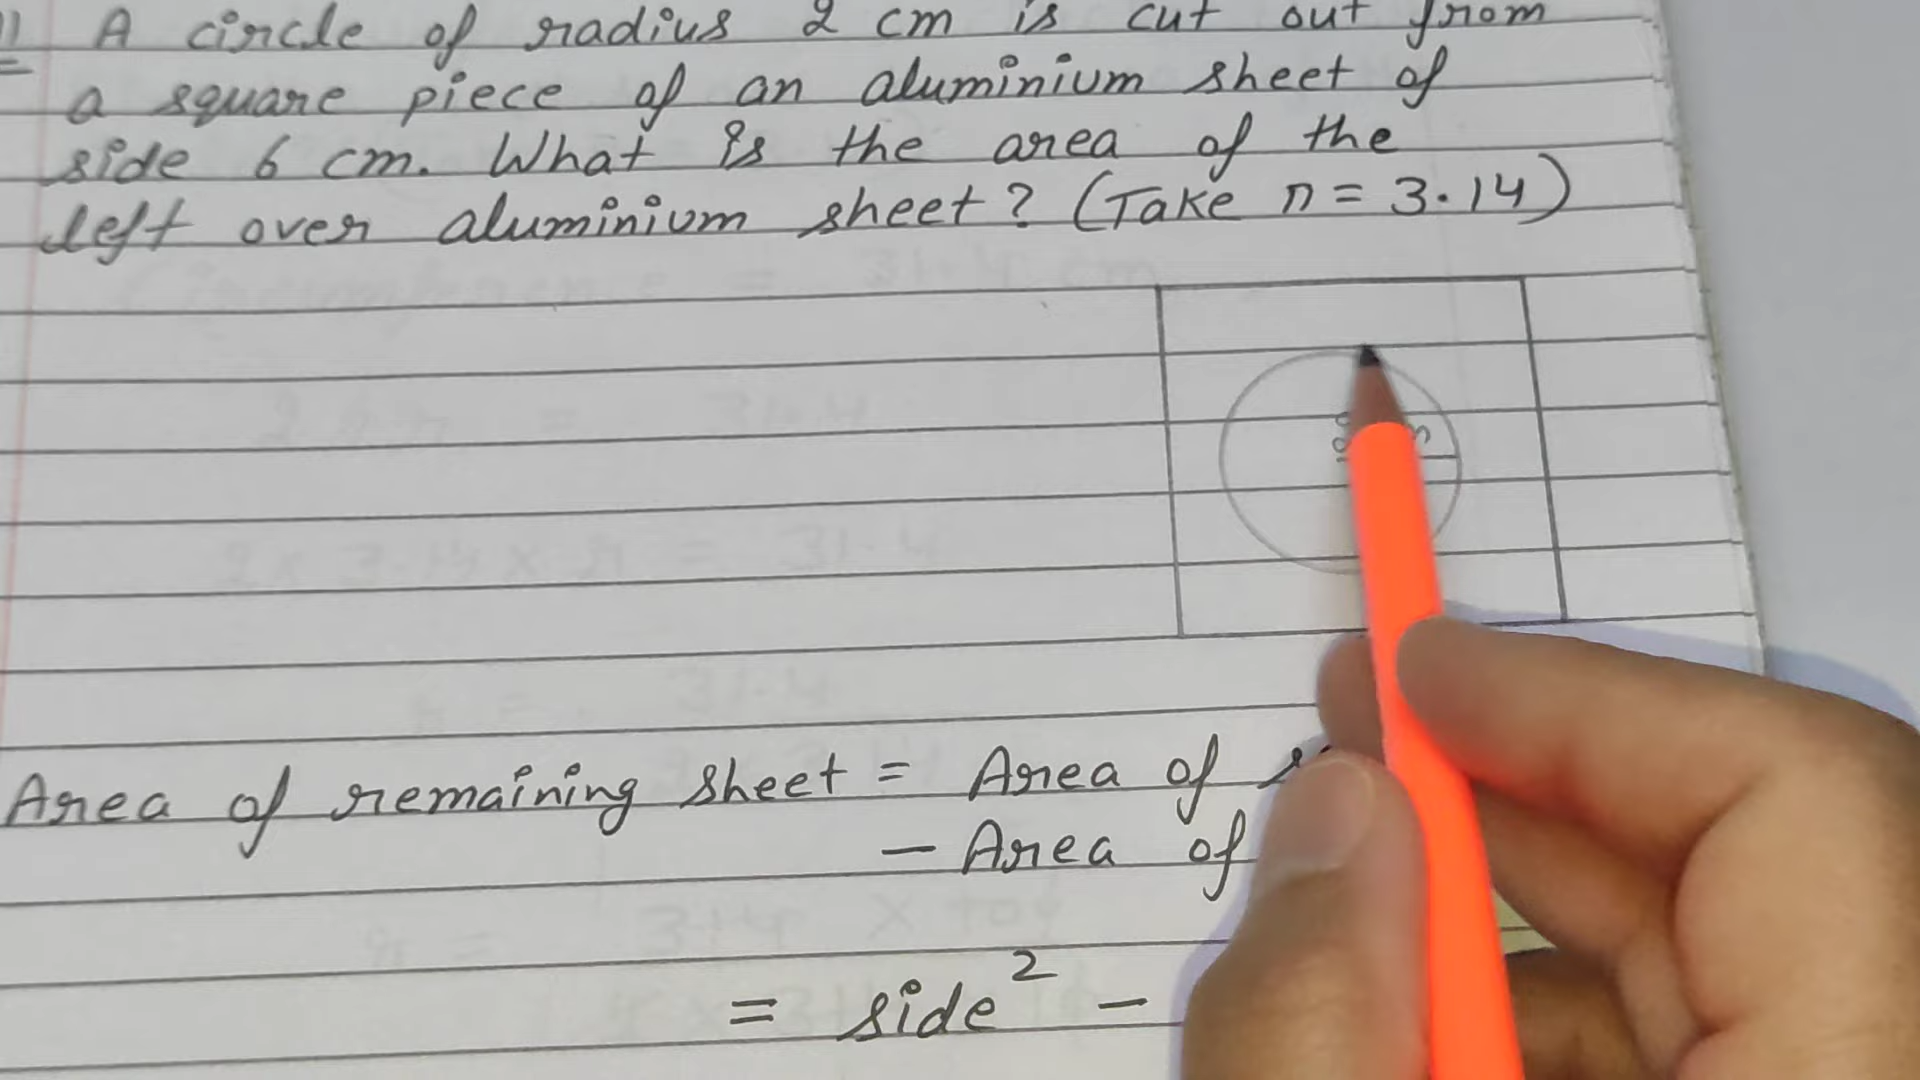 A circle of radius 2 cm is cut out from
a square piece of an aluminium sheet of
side 6 cm. What is the area of the
left over aluminium sheet? (Take π = 3.14)
Area of remaining sheet = Area of
- Area of
= side² -